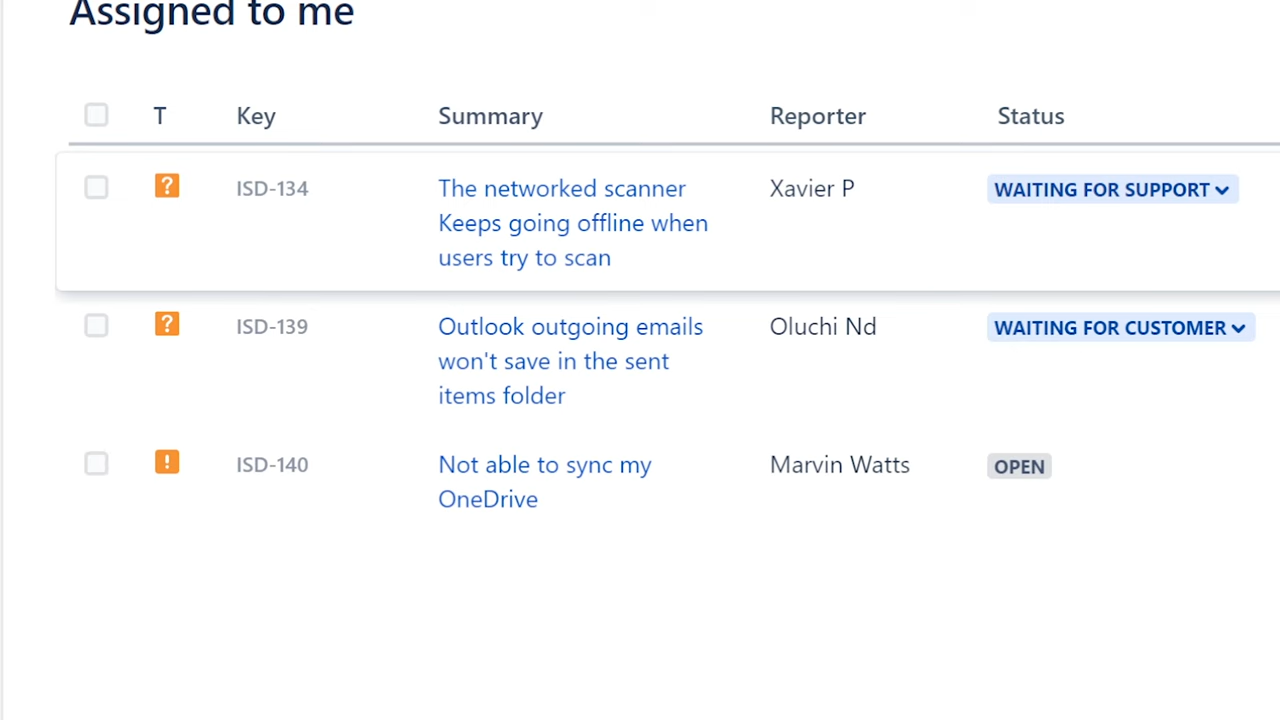 Assigned to me
T Key Summary Reporter Status
? ISD-134 The networked scanner Xavier P WAITING FOR SUPPORT
Keeps going offline when
users try to scan
? ISD-139 Outlook outgoing emails Oluchi Nd WAITING FOR CUSTOMER
won't save in the sent
items folder
! ISD-140 Not able to sync my Marvin Watts OPEN
OneDrive